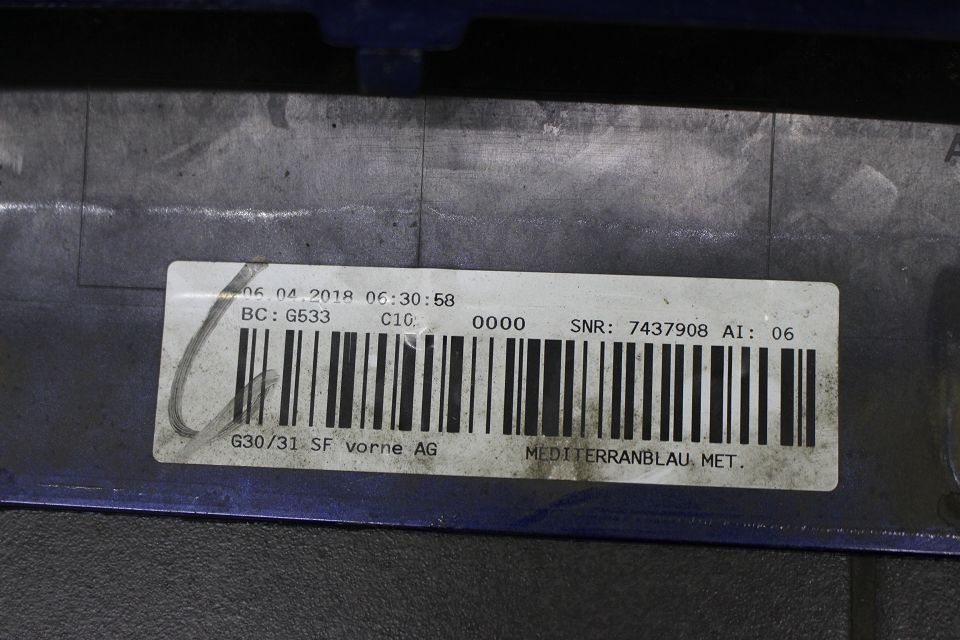 06.04.2018 06:30:58
BC: G533 C10 0000 SNR: 7437908 AI: 06
G30/31 SF vorne AG MEDITERRANBLAU MET.